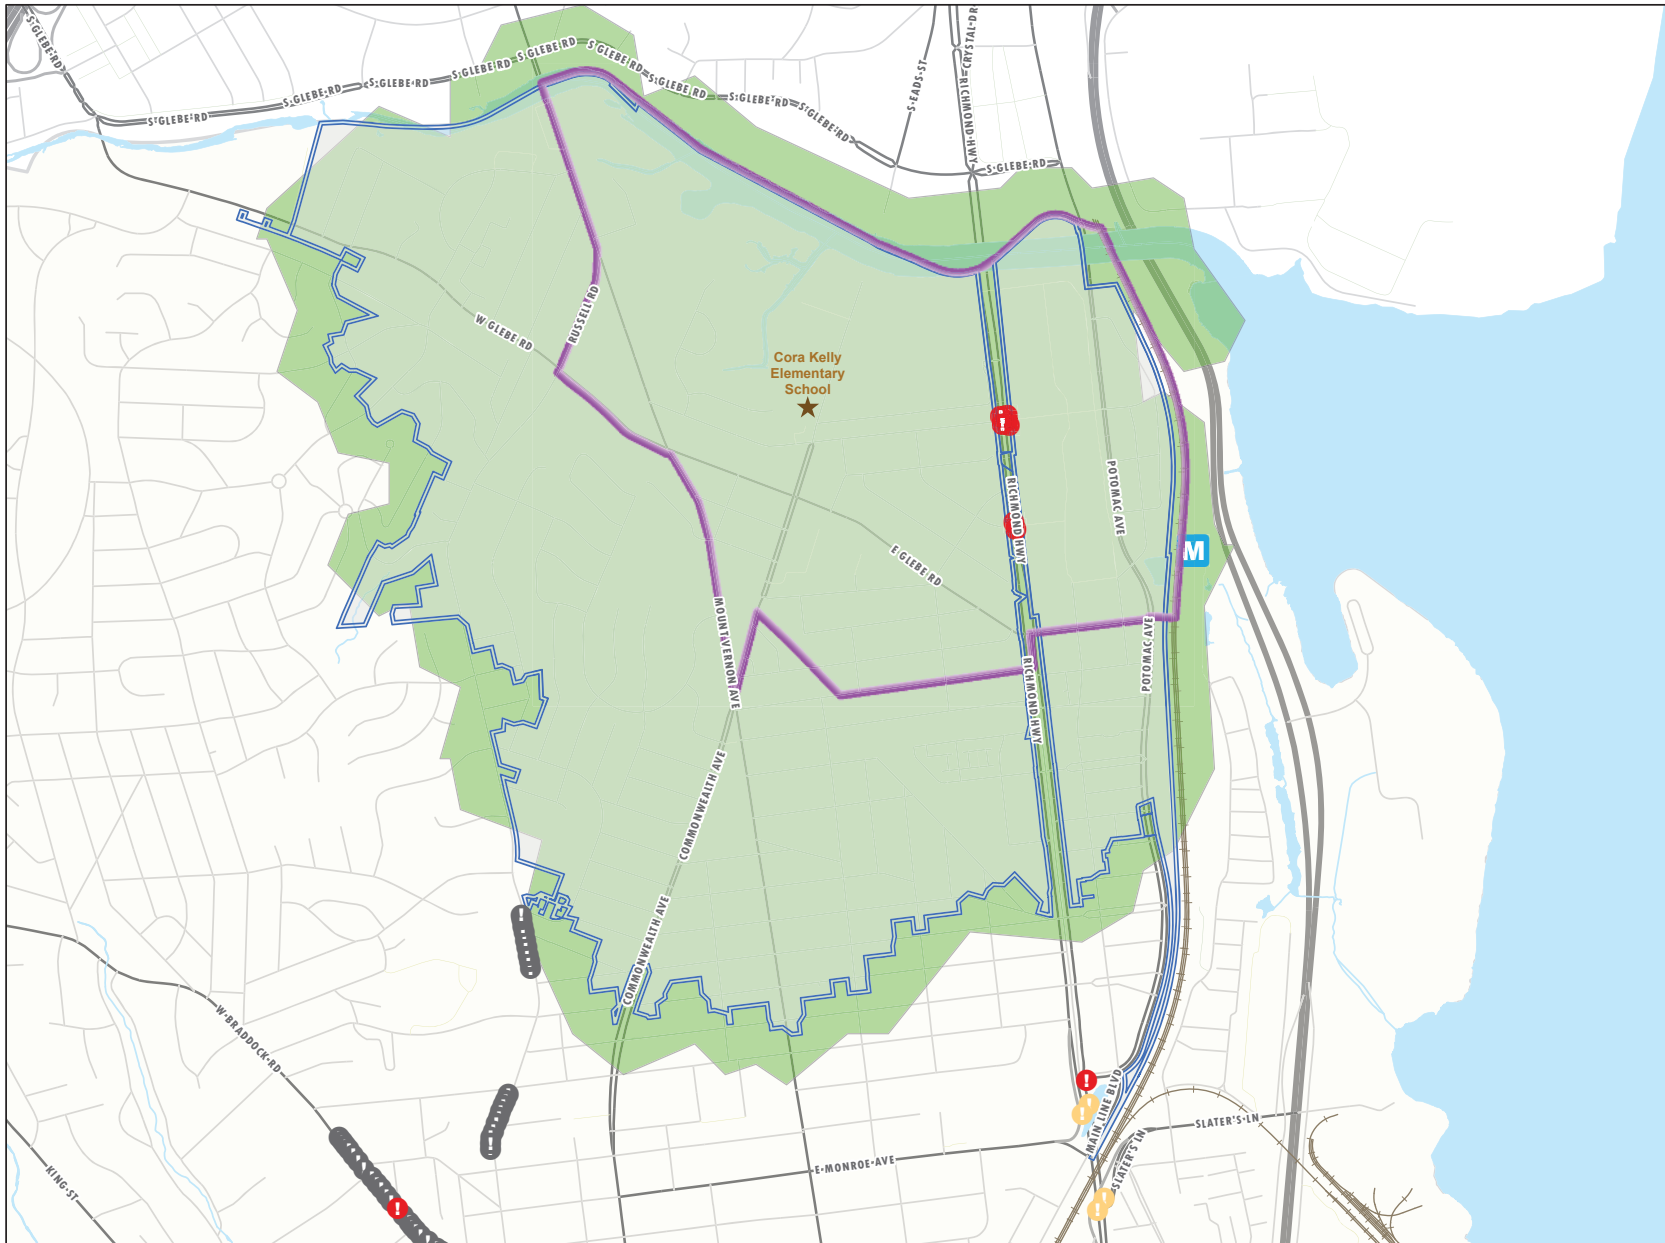 S GLEBE RD
S GLEBE RD
S GLEBE RD
S GLEBE RD
S GLEBE RD
S GLEBE RD
S GLEBE RD
S GLEBE RD
S GLEBE RD
S GLEBE RD
S EADS ST
CRYSTAL DR
RICHMOND HWY
S GLEBE RD
W GLEBE RD
RUSSELL RD
Cora Kelly
Elementary
School
!
RICHMOND HWY
POTOMAC AVE
E GLEBE RD
M
MOUNT VERNON AVE
POTOMAC AVE
RICHMOND HWY
COMMONWEALTH AVE
COMMONWEALTH AVE
!
W BRADDOCK RD
!
!
!
MAIN LINE BLVD
SLATER'S LN
SLATER'S LN
E MONROE AVE
KING ST
!
!
!
!